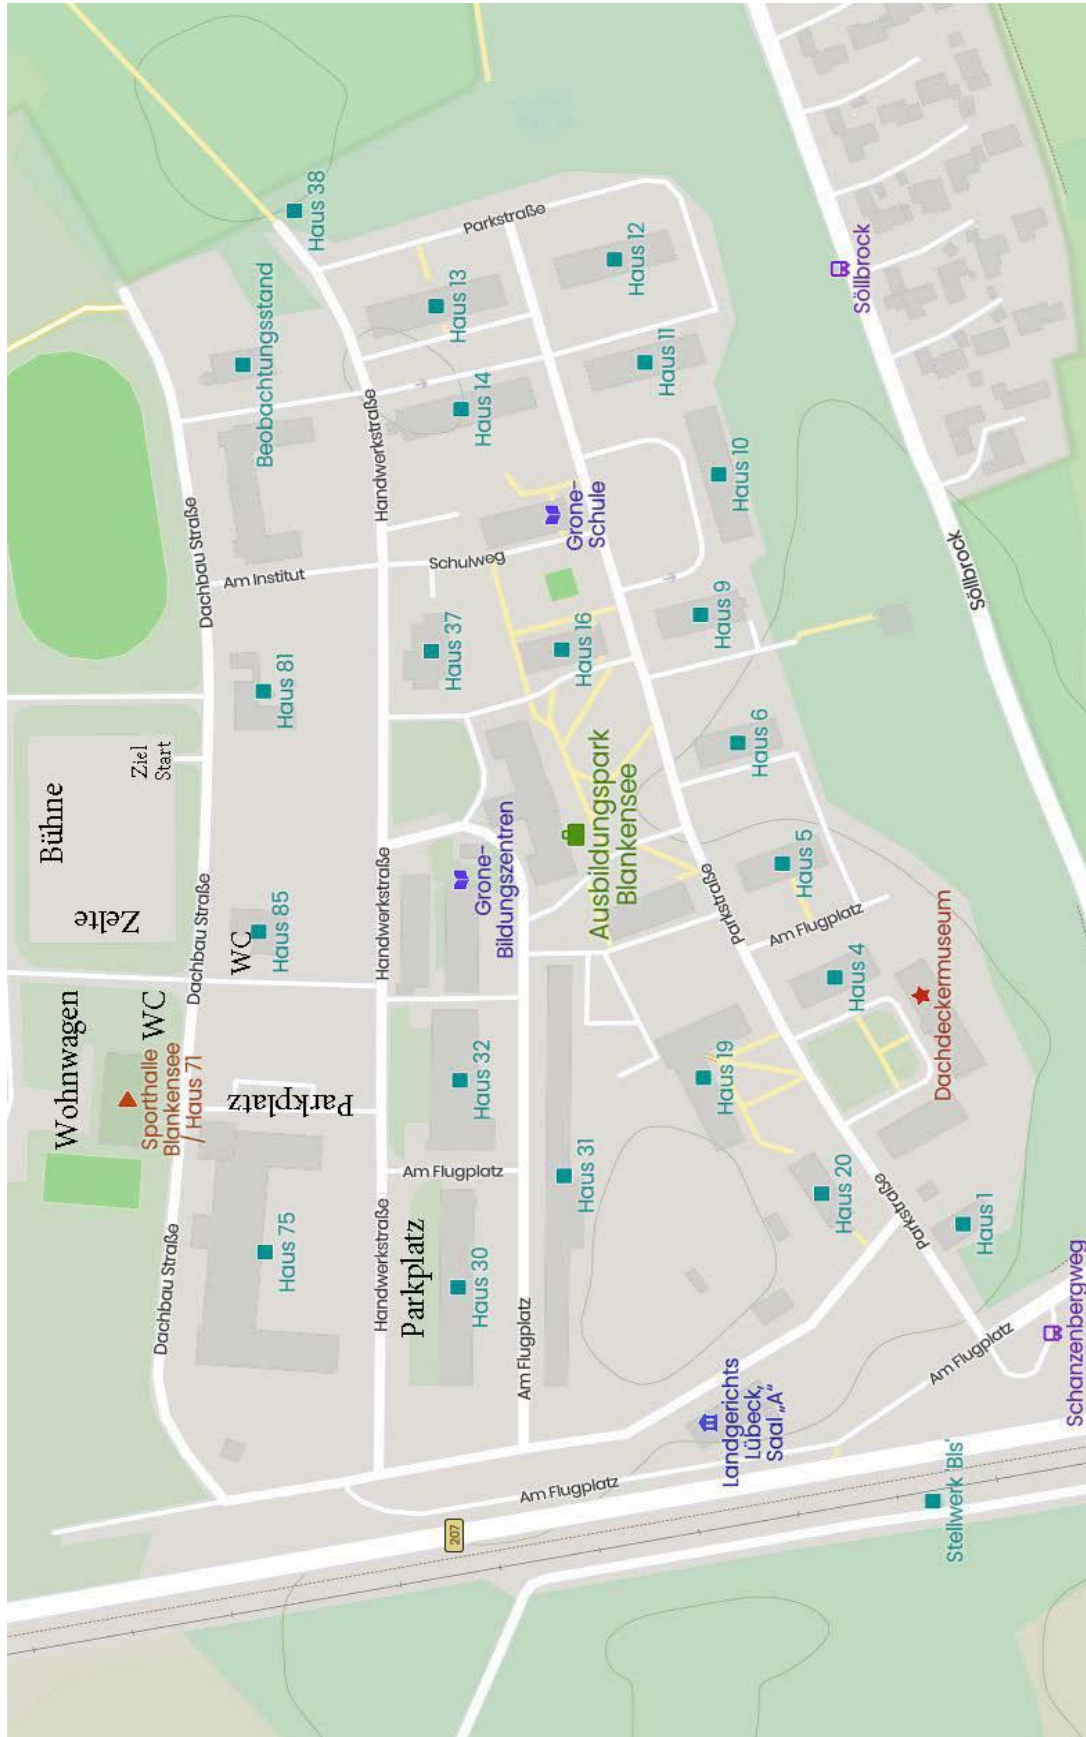 Haus 38
Parkstraße
Haus 12
Haus 13
Beobachtungsstand
Söllbrock
Haus 11
Haus 14
Handwerkstraße
Haus 10
Grone-
Schule
Dachbau Straße
Schulweg
Am Institut
Söllbrock
Haus 9
Haus 16
Haus 37
Haus 81
Haus 6
Ziel
Start
Bühne
Ausbildungspark
Blankensee
Grone-
Bildungszentren
Haus 5
Zelte
Dachbau Straße
Handwerkstraße
Haus 85
WC
Parkstraße
Am Flugplatz
Haus 4
Dachdeckermuseum
Wohnwagen
WC
Sporthalle
Blankensee
/ Haus 71
Parkplatz
Haus 32
Haus 19
Am Flugplatz
Haus 31
Haus 20
Parkstraße
Haus 1
Haus 75
Dachbau Straße
Handwerkstraße
Parkplatz
Haus 30
Am Flugplatz
Am Flugplatz
Schanzenbergweg
Landgerichts
Lübeck,
Saal „A“
Am Flugplatz
207
Stellwerk 'Bls'